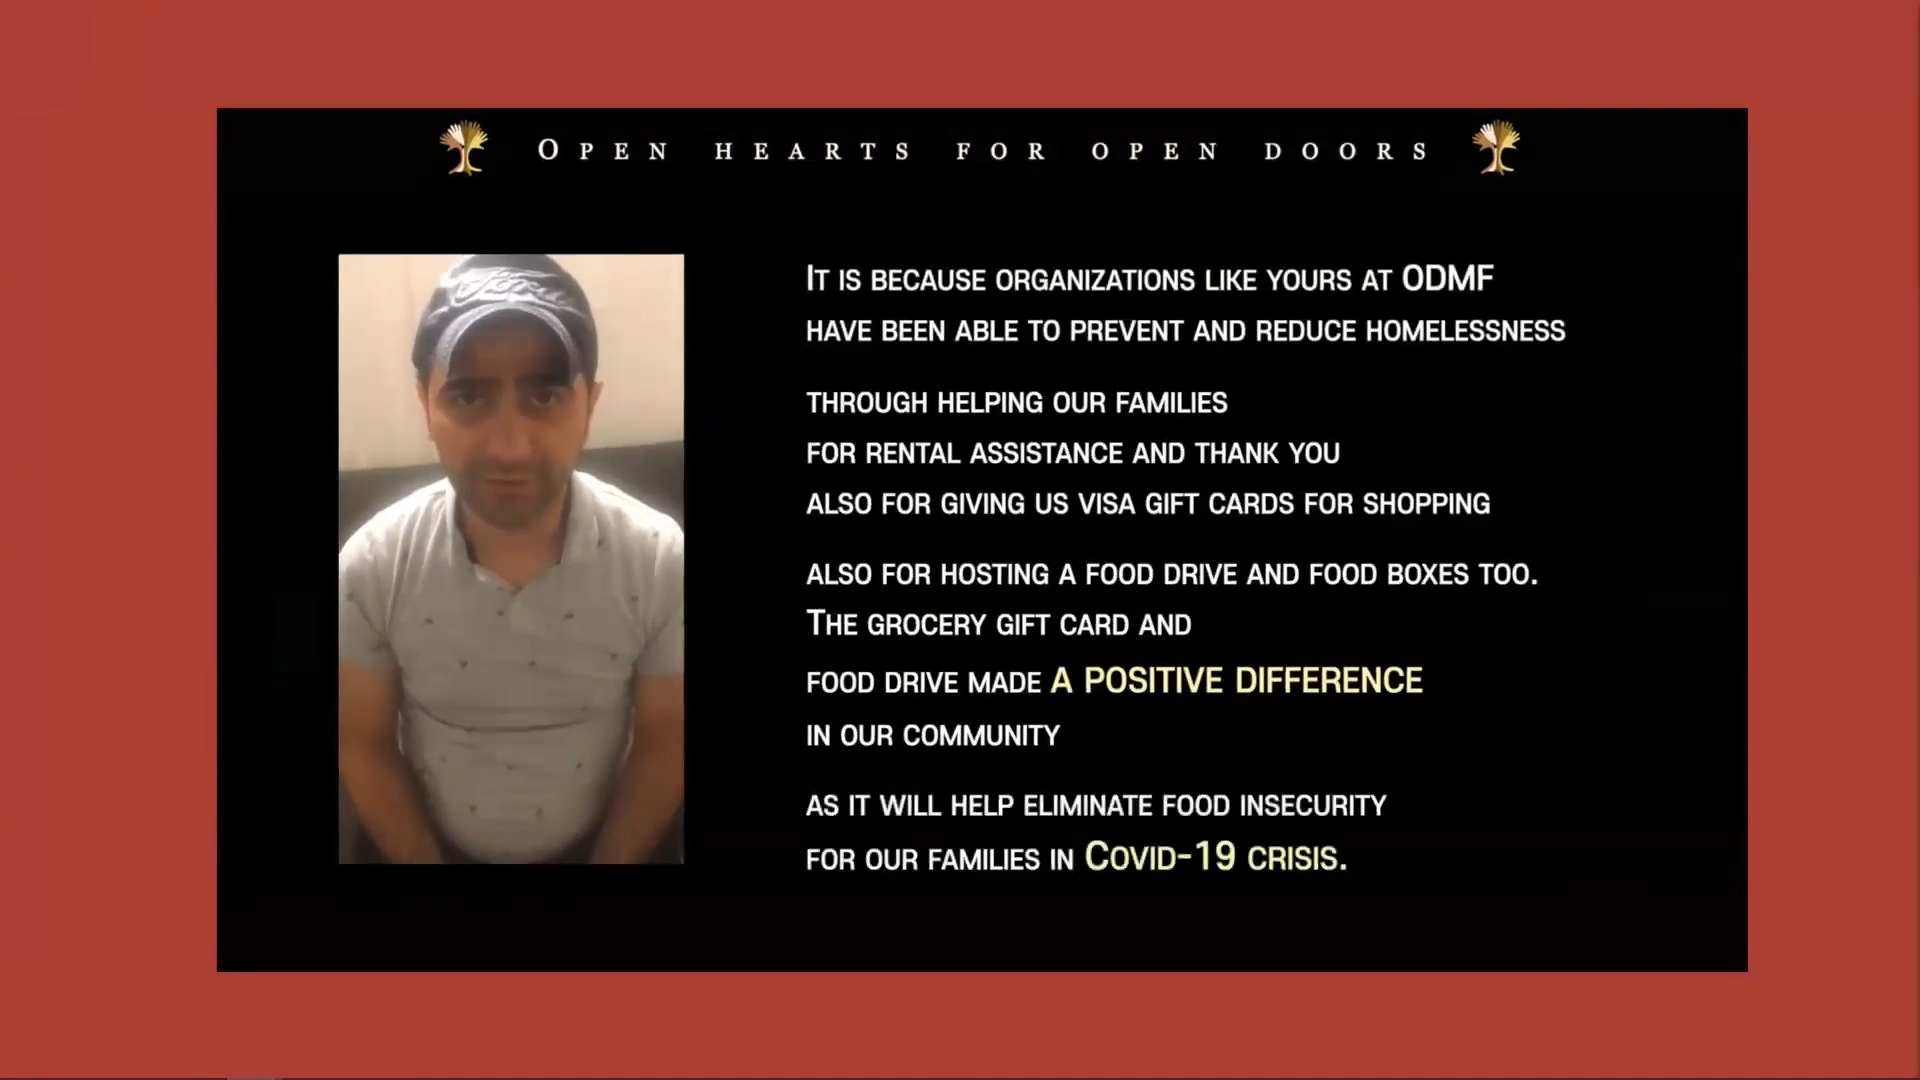 Open hearts for open doors
It is because organizations like yours at ODMF
have been able to prevent and reduce homelessness
through helping our families
for rental assistance and thank you
also for giving us visa gift cards for shopping
also for hosting a food drive and food boxes too.
The grocery gift card and
food drive made a positive difference
in our community
as it will help eliminate food insecurity
for our families in Covid-19 crisis.